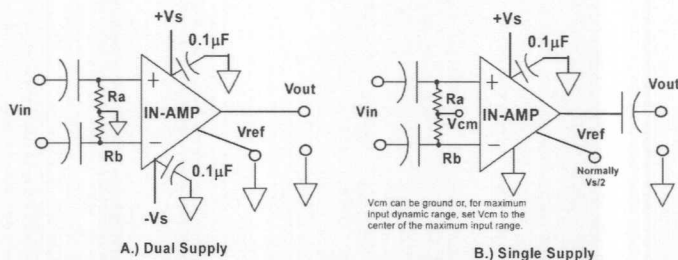 +Vs
0.1µF
+
Ra
IN-AMP
Vin
Vout
Vref
−
Rb
0.1µF
-Vs
A.) Dual Supply
+Vs
0.1µF
+
Ra
Vcm
IN-AMP
Vin
Vout
Vref
−
Rb
Normally
Vs/2
Vcm can be ground or, for maximum
input dynamic range, set Vcm to the
center of the maximum input range.
B.) Single Supply